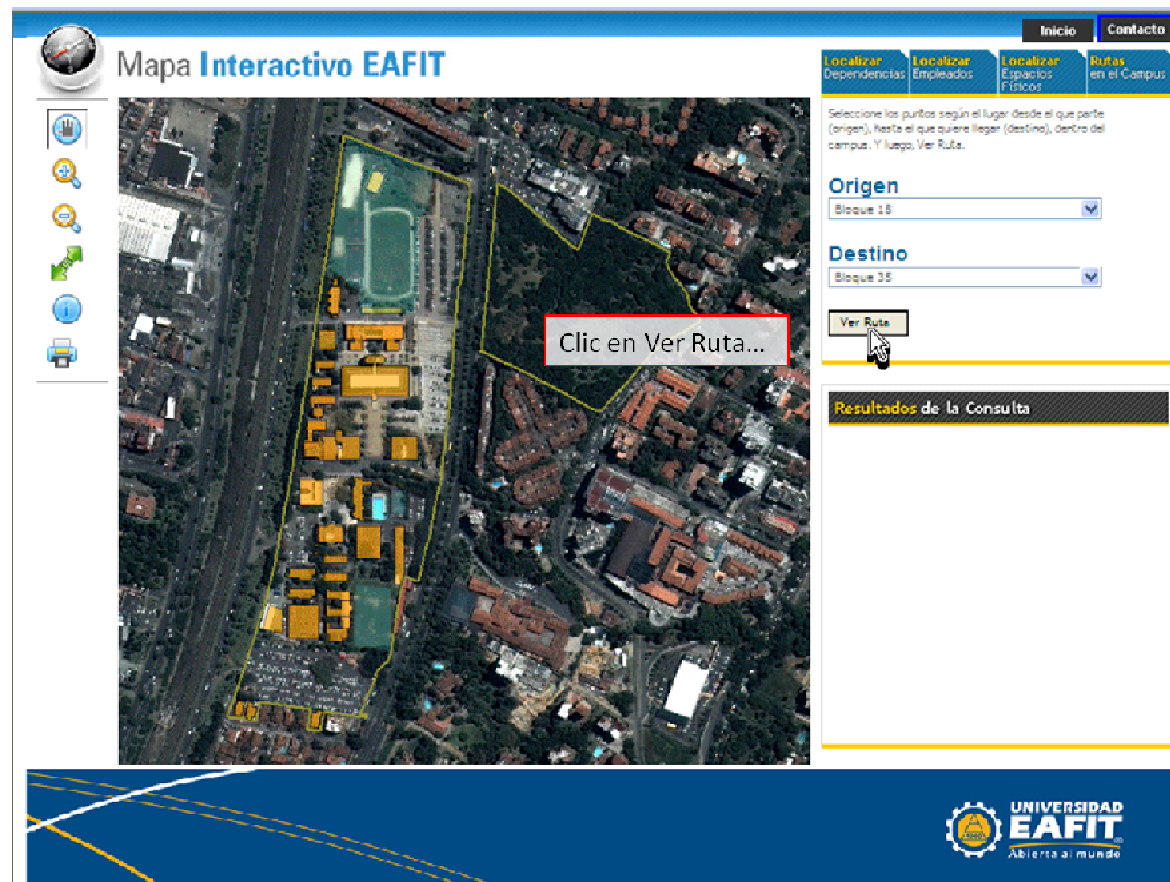 Inicio
Contacto
Mapa Interactivo EAFIT
Localizar
Dependencias
Localizar
Empleados
Localizar
Espacios
Físicos
Rutas
en el Campus
Seleccione los puntos según el lugar desde el que parte
(origen), hasta el que quiere llegar (destino), dentro del
campus. Y luego, Ver Ruta.
Origen
Bloque 18
Destino
Bloque 35
Ver Ruta
Clic en Ver Ruta...
Resultados de la Consulta
UNIVERSIDAD
EAFIT
Abierta al mundo